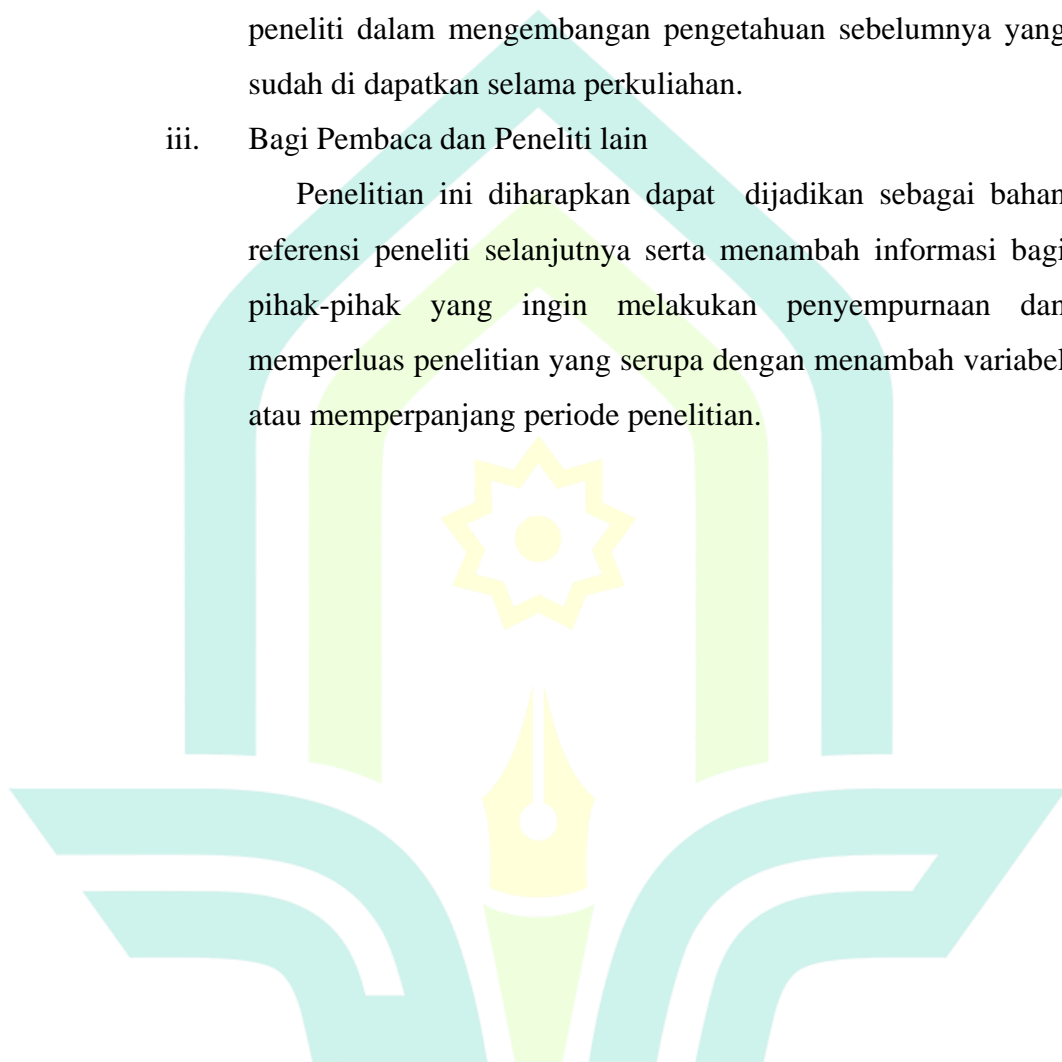 peneliti dalam mengembangan pengetahuan sebelumnya yang
sudah di dapatkan selama perkuliahan.
iii. Bagi Pembaca dan Peneliti lain
Penelitian ini diharapkan dapat dijadikan sebagai bahan
referensi peneliti selanjutnya serta menambah informasi bagi
pihak-pihak yang ingin melakukan penyempurnaan dan
memperluas penelitian yang serupa dengan menambah variabel
atau memperpanjang periode penelitian.